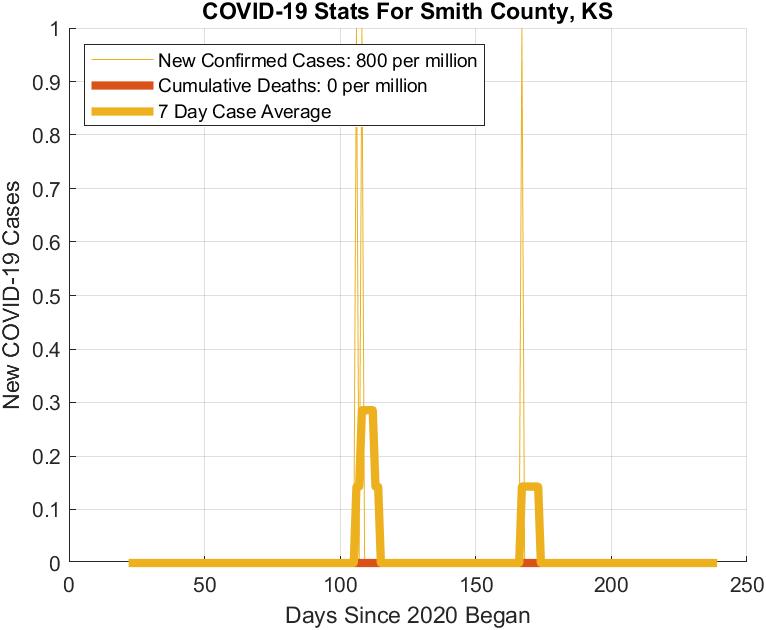 COVID-19 Stats For Smith County, KS
New Confirmed Cases: 800 per million
Cumulative Deaths: 0 per million
7 Day Case Average
New COVID-19 Cases
1
0.9
0.8
0.7
0.6
0.5
0.4
0.3
0.2
0.1
0
0 50 100 150 200 250
Days Since 2020 Began